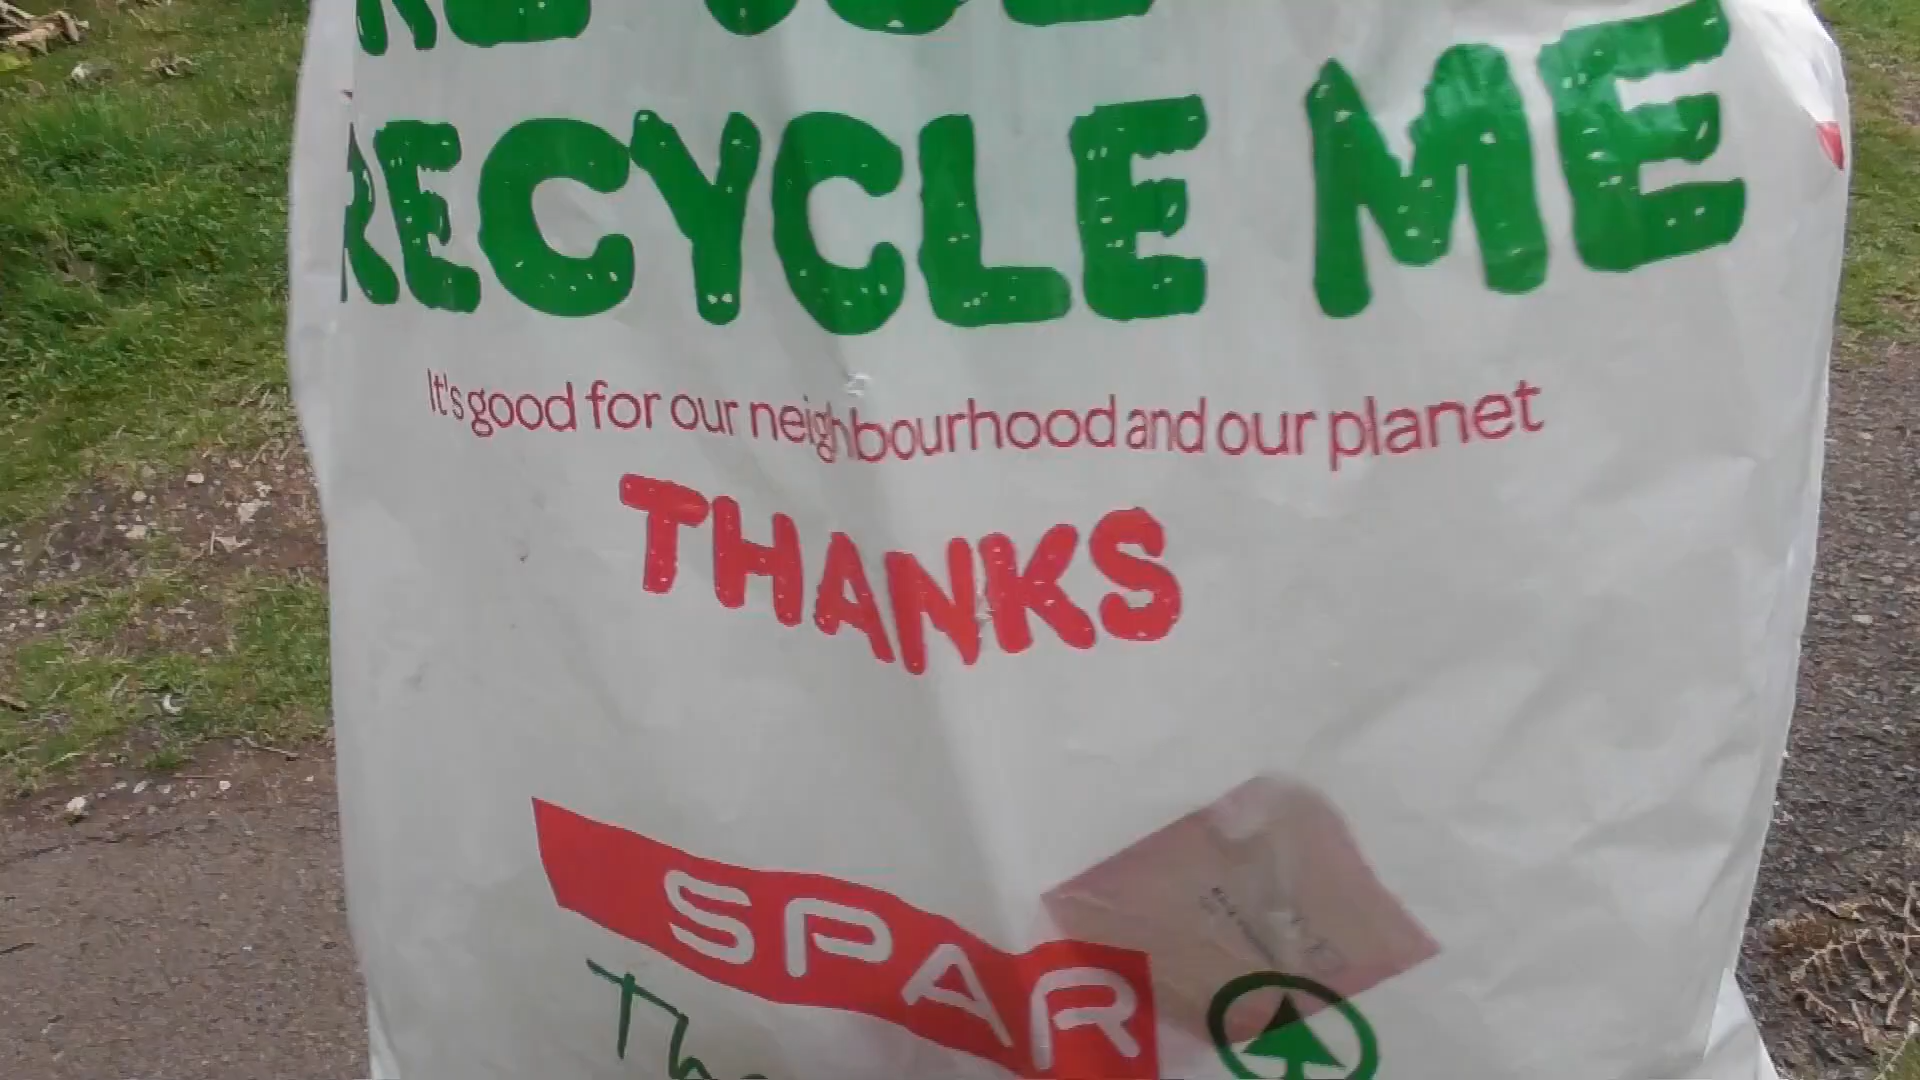 RECYCLE ME
It's good for our neighbourhood and our planet
THANKS
SPAR